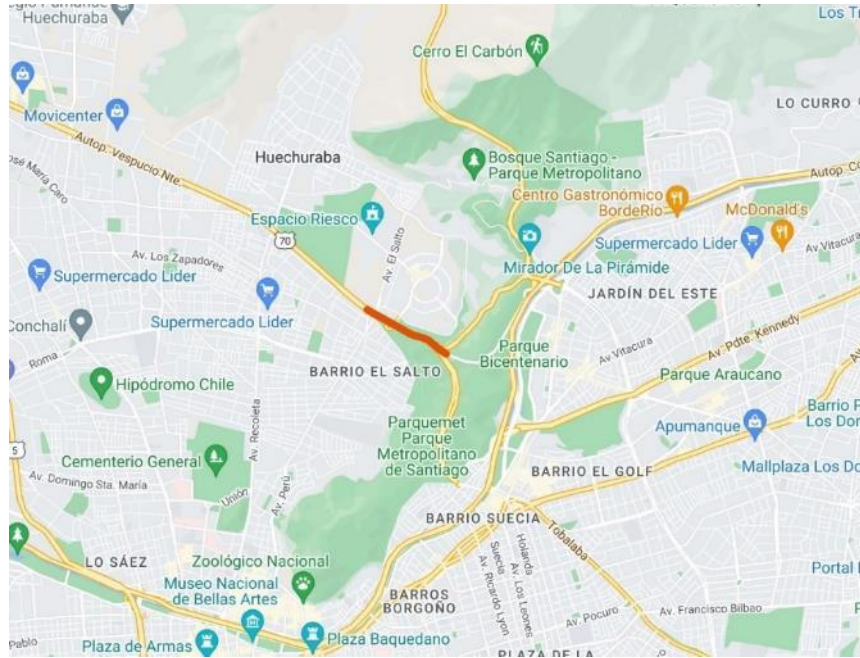 Huechuraba
Cerro El Carbón
Los Tr
Movicenter
LO CURRO
José María Caro
Autop. Vespucio Nte.
Huechuraba
Bosque Santiago -
Parque Metropolitano
Autop. Co
Centro Gastronómico
BordeRío
McDonald's
Espacio Riesco
70
Av. El Salto
Av. Los Zapadores
Supermercado Lider
Av. Vitacura
Mirador De La Pirámide
Supermercado Lider
JARDÍN DEL ESTE
Conchalí
Supermercado Lider
Roma
Parque
Bicentenario
Av Vitacura
Av. Pdte. Kennedy
BARRIO EL SALTO
Parque Araucano
Hipódromo Chile
Av. Recoleta
Parquemet
Parque
Metropolitano
de Santiago
Apumanque
Barrio P
Los Dor
5
Cementerio General
BARRIO EL GOLF
Mallplaza Los Do
Av. Domingo Sta. María
Unión
Av. Perú
BARRIO SUECIA
Tobalaba
LO SÁEZ
Zoológico Nacional
Holanda
Suecia
Av. Los Leones
Av. Ricardo Lyon
Portal
Museo Nacional
de Bellas Artes
BARROS
BORGOÑO
Av. Pocuro
Av. Francisco Bilbao
Pablo
Plaza de Armas
Plaza Baquedano
PLAZA DE LA